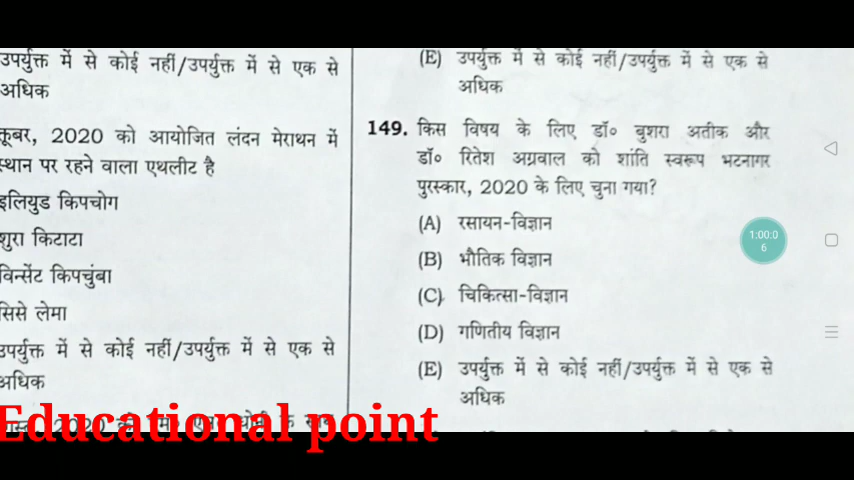 उपर्युक्त में से कोई नहीं/उपर्युक्त में से एक से
अधिक
2020 को आयोजित लंदन मेराथन में
स्थान पर रहने वाला एथलीट है
इलियुड किपचोग
शुरा किटाटा
विन्सेंट किपचुंबा
सिसे लेमा
उपर्युक्त में से कोई नहीं/उपर्युक्त में से एक से
अधिक
2020
(E) उपर्युक्त में से कोई नहीं/उपर्युक्त में से एक से
अधिक
149. किस विषय के लिए डॉ० बुशरा अतीक और
डॉ० रितेश अग्रवाल को शांति स्वरूप भटनागर
पुरस्कार, 2020 के लिए चुना गया?
(A) रसायन-विज्ञान
(B) भौतिक विज्ञान
(C) चिकित्सा-विज्ञान
(D) गणितीय विज्ञान
(E) उपर्युक्त में से कोई नहीं/उपर्युक्त में से एक से
अधिक
1:00:0
6
Educational point